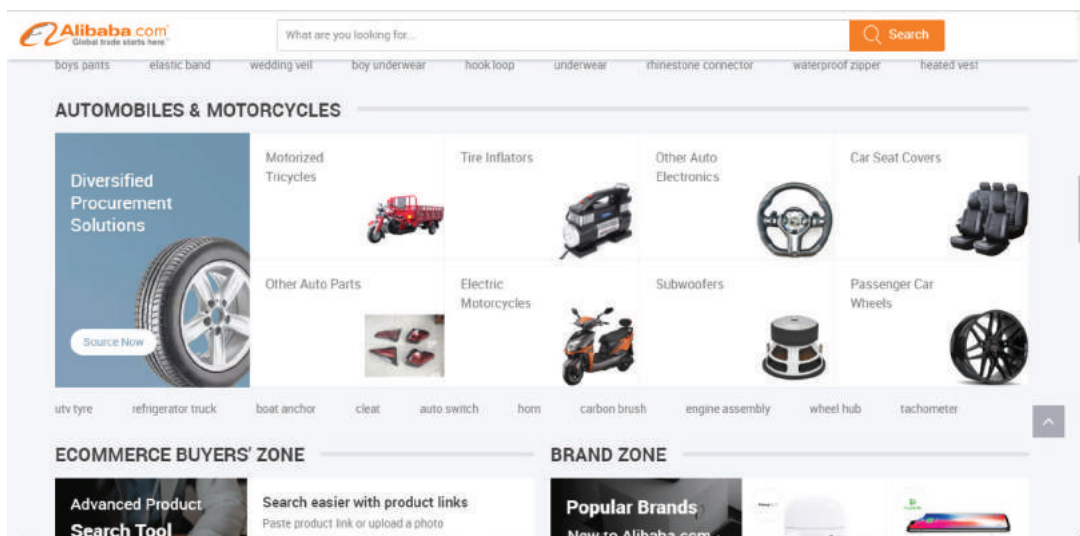 Alibaba.com
Global trade starts here.
What are you looking for...
Search
boys pants elastic band wedding veil boy underwear hook loop underwear rhinestone connector waterproof zipper heated vest
AUTOMOBILES & MOTORCYCLES
Diversified
Procurement
Solutions
Source Now
Motorized
Tricycles
Tire Inflators
Other Auto
Electronics
Car Seat Covers
Other Auto Parts
Electric
Motorcycles
Subwoofers
Passenger Car
Wheels
utv tyre refrigerator truck boat anchor cleat auto switch horn carbon brush engine assembly wheel hub tachometer
ECOMMERCE BUYERS' ZONE
Advanced Product
Search Tool
Search easier with product links
Paste product link or upload a photo
BRAND ZONE
Popular Brands
New to Alibaba.com